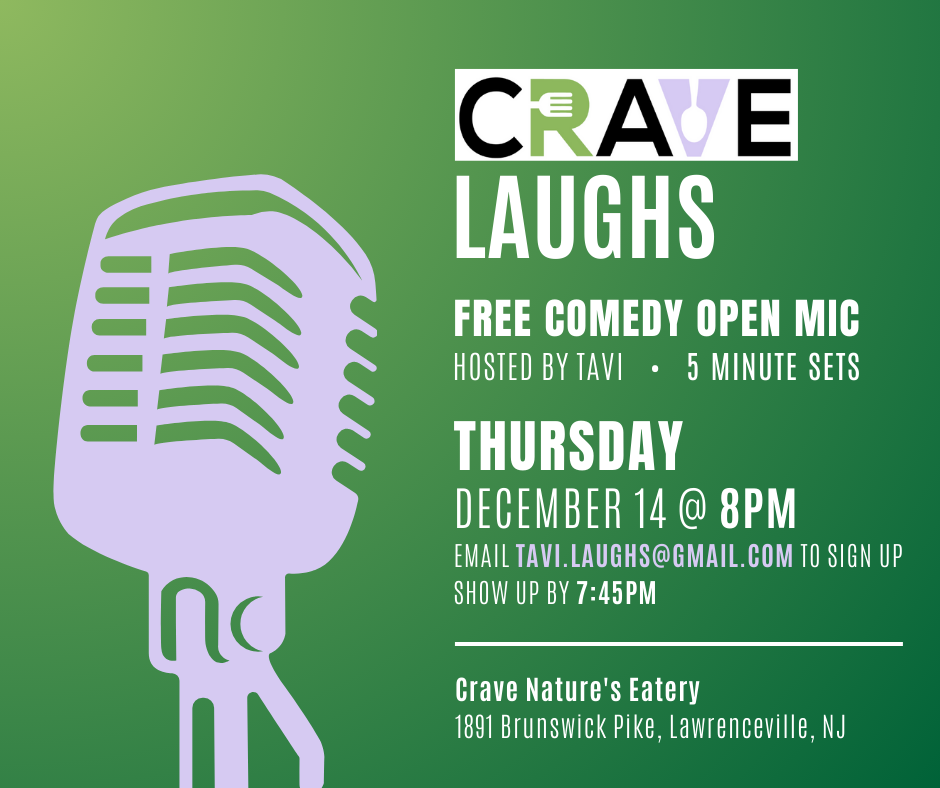 CRAVE
LAUGHS
FREE COMEDY OPEN MIC
HOSTED BY TAVI • 5 MINUTE SETS
THURSDAY
DECEMBER 14 @ 8PM
EMAIL TAVI.LAUGHS@GMAIL.COM TO SIGN UP
SHOW UP BY 7:45PM
Crave Nature's Eatery
1891 Brunswick Pike, Lawrenceville, NJ